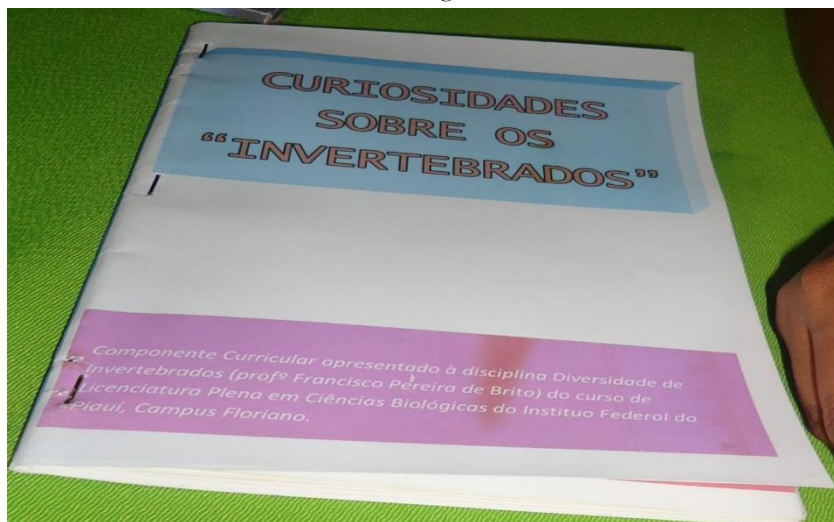 CURIOSIDADES
SOBRE OS
“INVERTEBRADOS”
Componente Curricular apresentado à disciplina Diversidade de
Invertebrados (profº Francisco Pereira de Brito) do curso de
Licenciatura Plena em Ciências Biológicas do Instituo Federal do
Piauí, Campus Floriano.